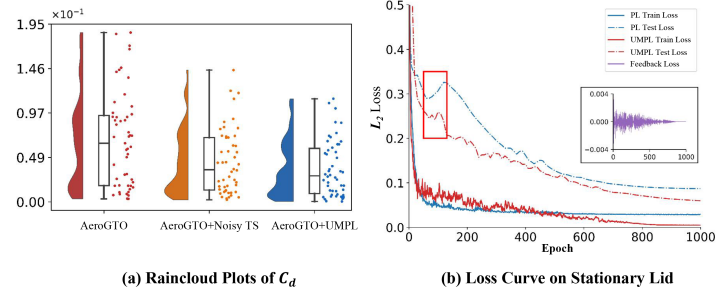 1.95 ×10⁻¹
1.46
0.97
0.49
0.00
AeroGTO
AeroGTO+Noisy TS
AeroGTO+UMPL
(a) Raincloud Plots of C_d
L₂ Loss
0.5
0.4
0.3
0.2
0.1
0.0
0
200
400
600
800
1000
Epoch
PL Train Loss
PL Test Loss
UMPL Train Loss
UMPL Test Loss
Feedback Loss
0.004
0.000
−0.004
0
500
1000
(b) Loss Curve on Stationary Lid